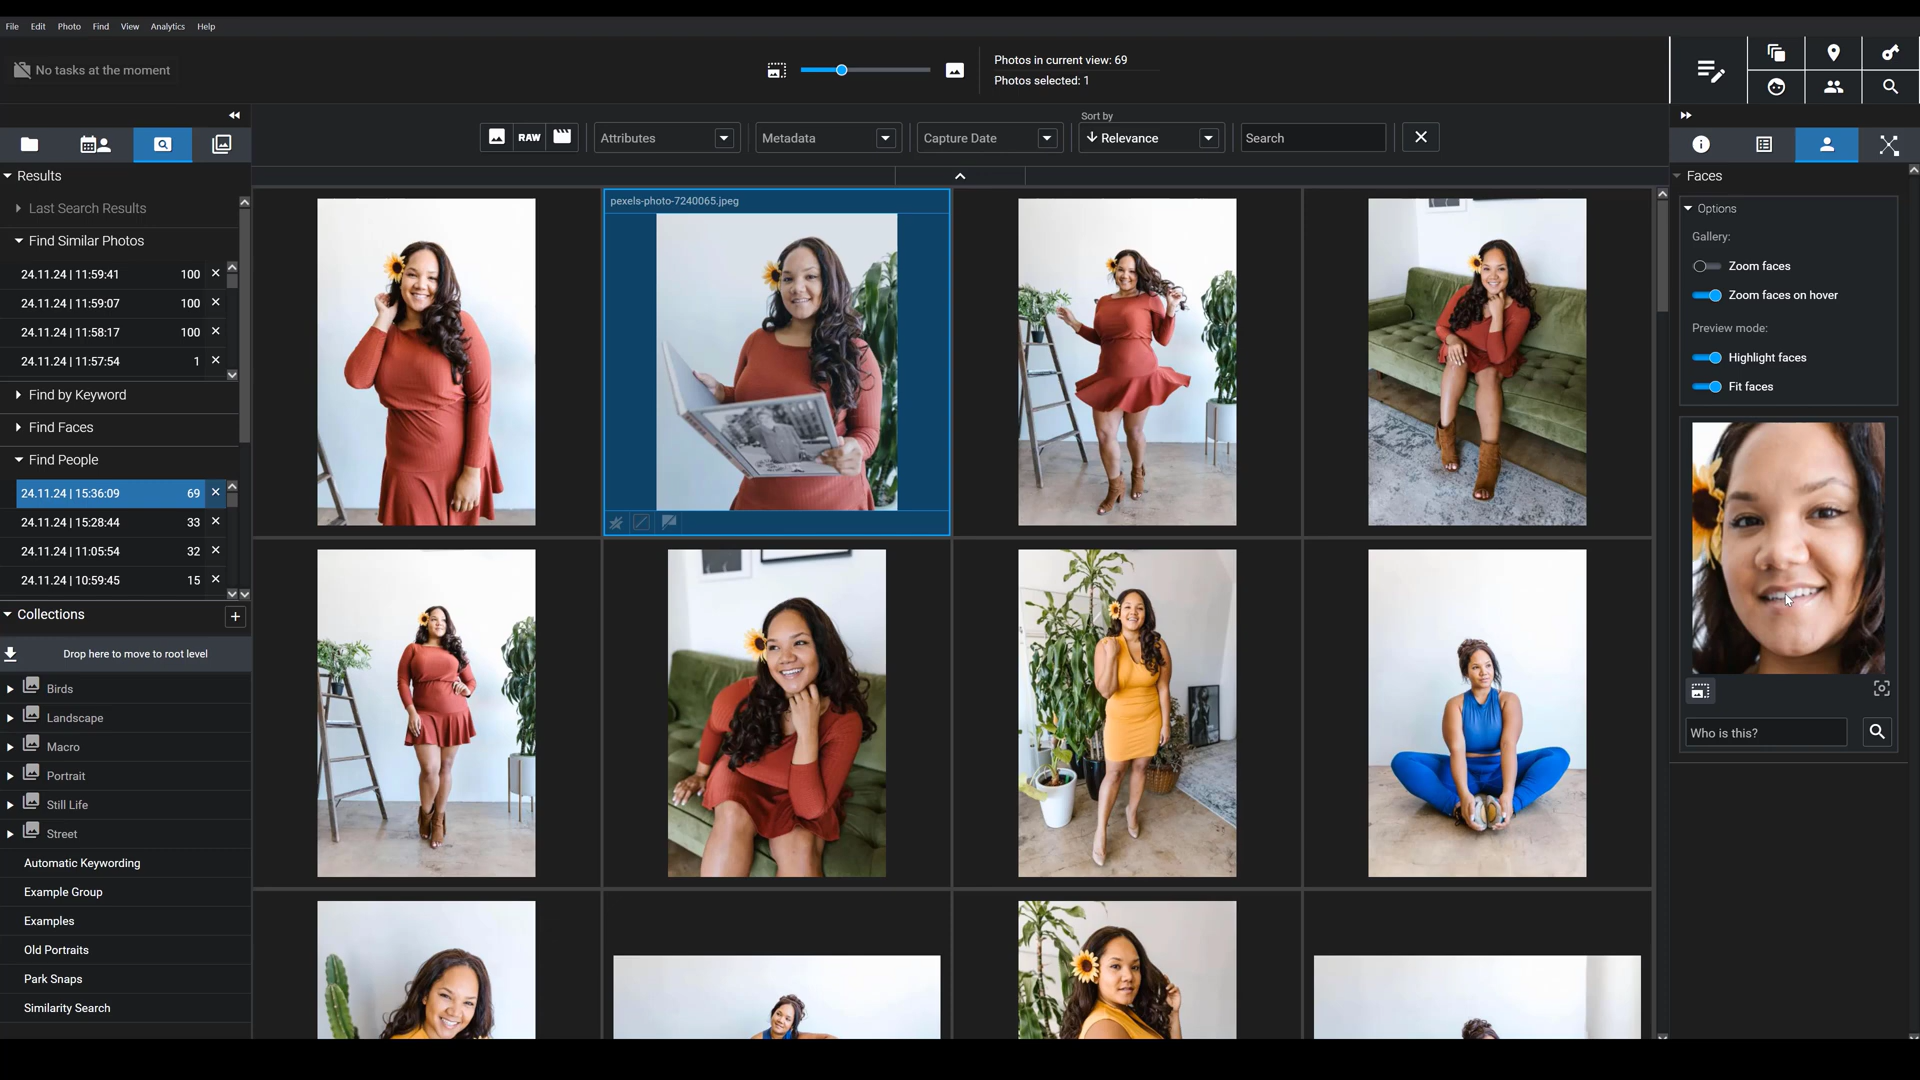 File Edit Photo Find View Analytics Help
No tasks at the moment
Photos in current view: 69
Photos selected: 1
RAW
Attributes
Metadata
Capture Date
Sort by
Relevance
Search
Results
Last Search Results
Find Similar Photos
24.11.24 | 11:59:41 100
24.11.24 | 11:59:07 100
24.11.24 | 11:58:17 100
24.11.24 | 11:57:54 1
Find by Keyword
Find Faces
Find People
24.11.24 | 15:36:09 69
24.11.24 | 15:28:44 33
24.11.24 | 11:05:54 32
24.11.24 | 10:59:45 15
Collections
Drop here to move to root level
Birds
Landscape
Macro
Portrait
Still Life
Street
Automatic Keywording
Example Group
Examples
Old Portraits
Park Snaps
Similarity Search
pexels-photo-7240065.jpeg
Faces
Options
Gallery:
Zoom faces
Zoom faces on hover
Preview mode:
Highlight faces
Fit faces
Who is this?